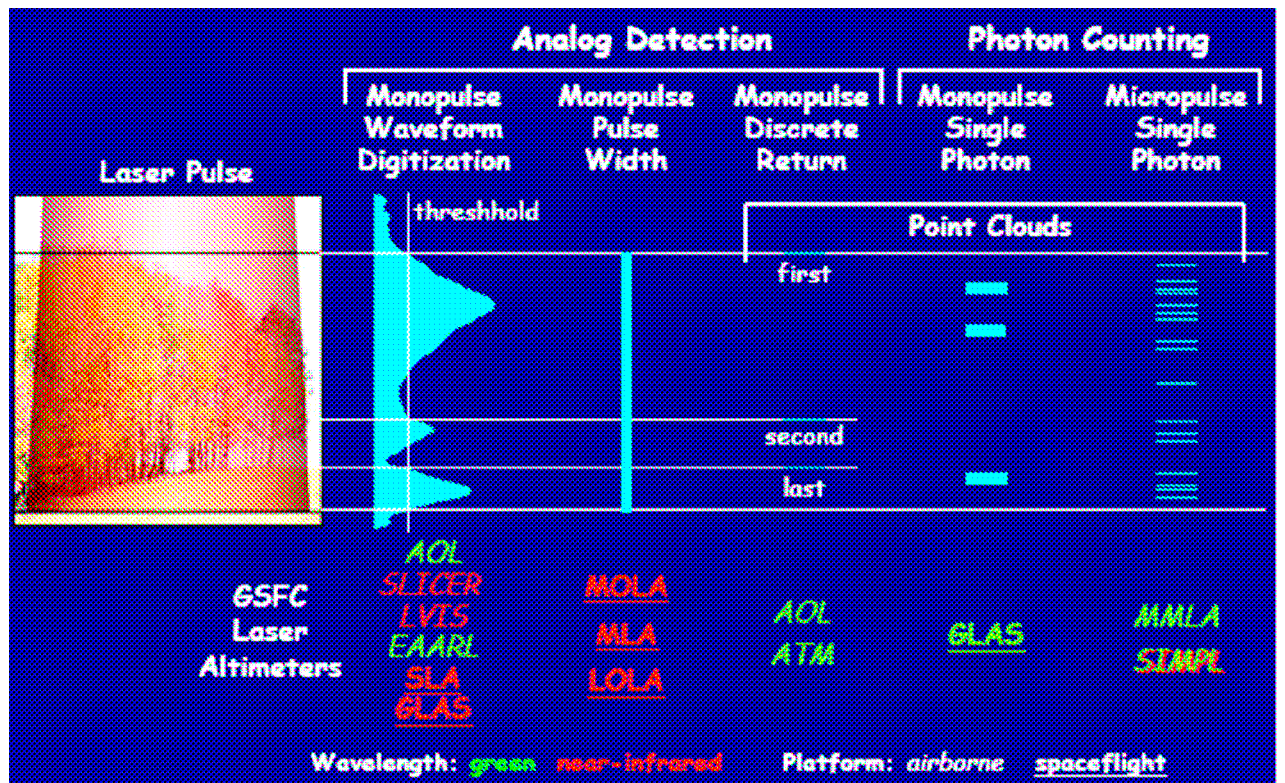 Analog Detection
Photon Counting
Monopulse Waveform Digitization
Monopulse Pulse Width
Monopulse Discrete Return
Monopulse Single Photon
Micropulse Single Photon
Laser Pulse
threshhold
Point Clouds
first
second
last
GSFC Laser Altimeters
AOL
SLICER
LVIS
EAARL
SLA
GLAS
MOLA
MLA
LOLA
AOL
ATM
GLAS
MMLA
SIMPL
Wavelength: green near-infrared
Platform: airborne spaceflight